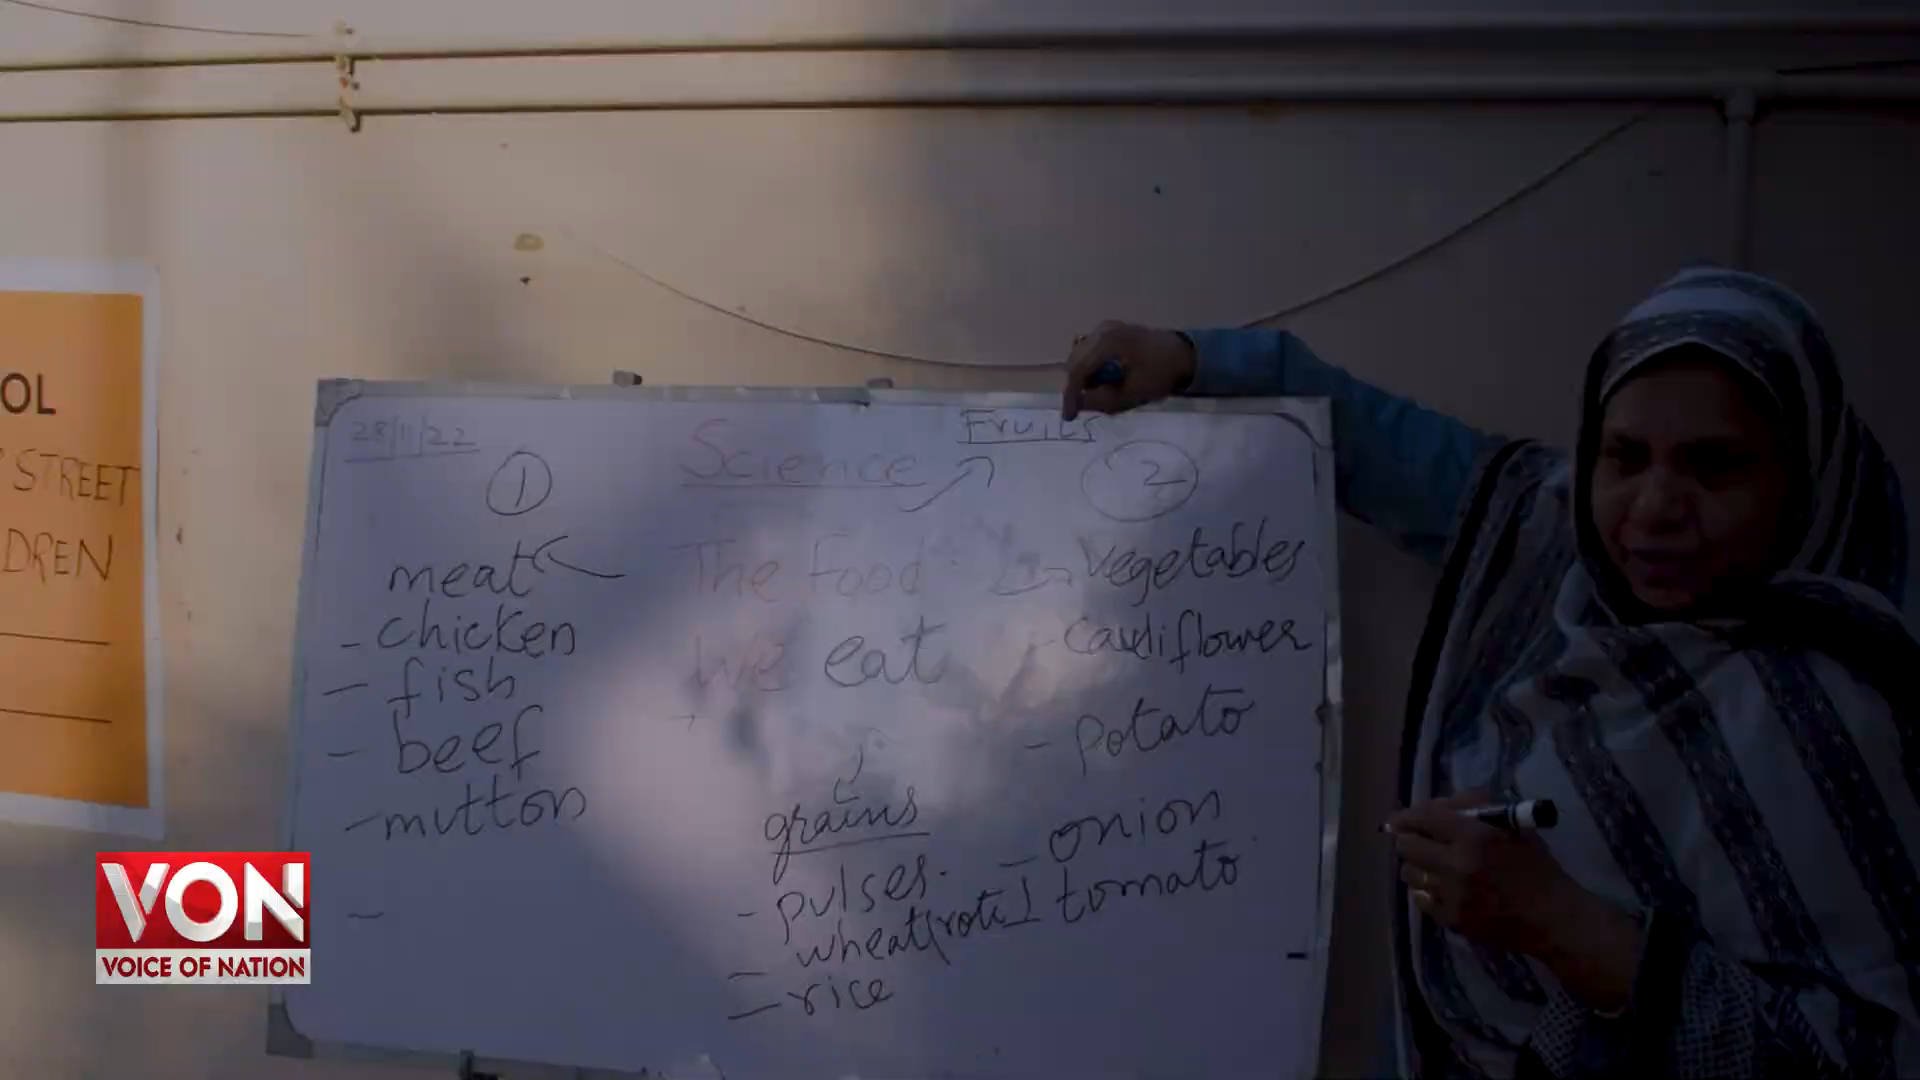 OL
STREET
DREN
28/11/22
Science
Fruits
1
2
The Food
We eat
meat
- chicken
- fish
- beef
- mutton
-
grains
- pulses.
- wheat (roti)
- rice
Vegetables
- Cauliflower
- Potato
- onion
- tomato
VON
VOICE OF NATION